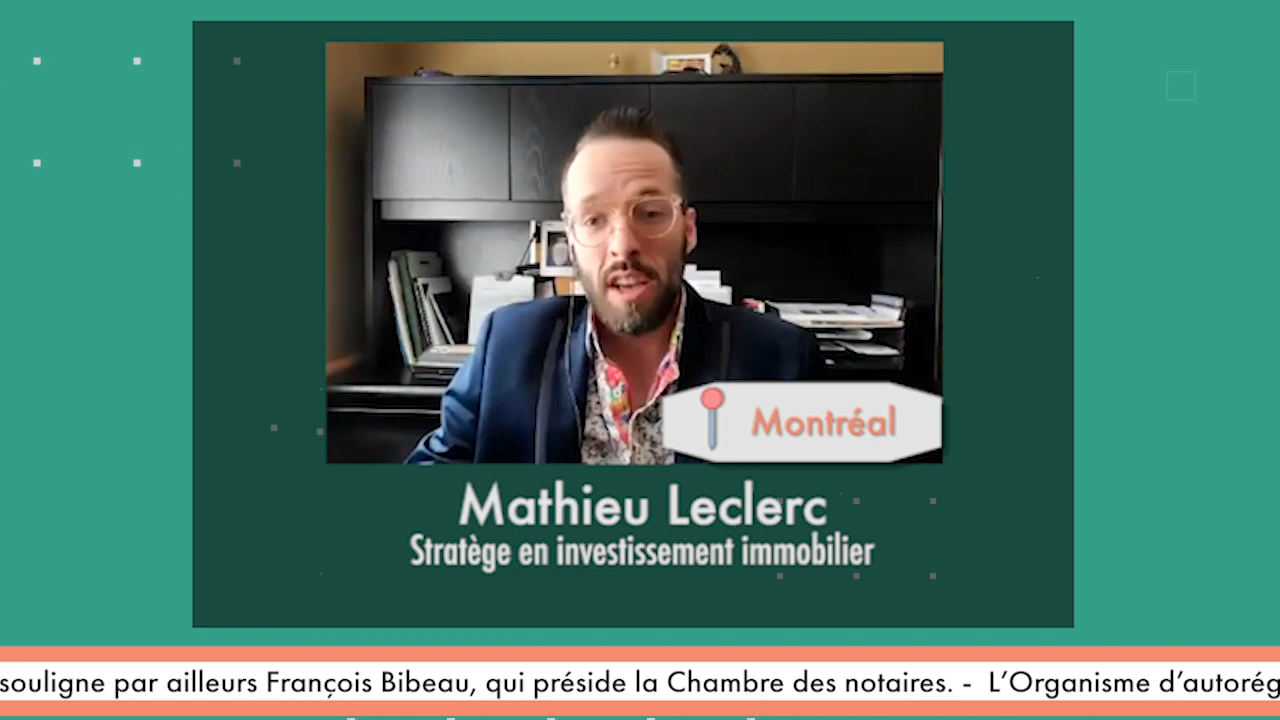 Montréal
Mathieu Leclerc
Stratège en investissement immobilier
souligne par ailleurs François Bibeau, qui préside la Chambre des notaires. - L'Organisme d'autorég